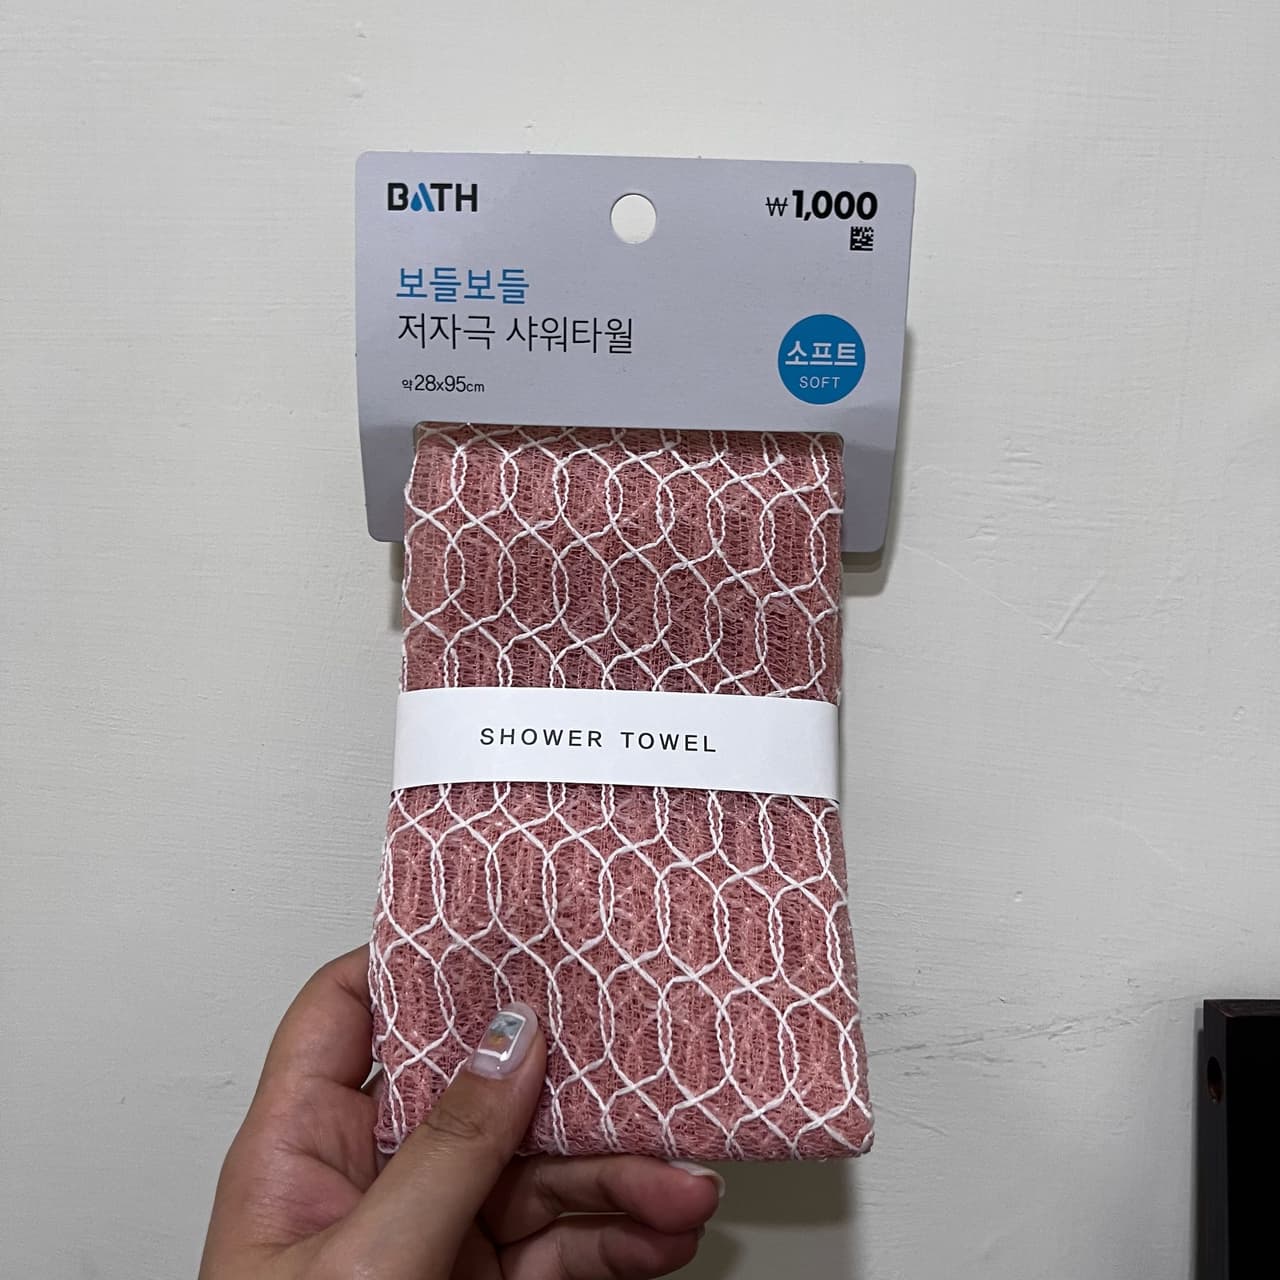 BATH
₩1,000
보들보들
저자극 샤워타월
약28x95cm
소프트
SOFT
SHOWER TOWEL